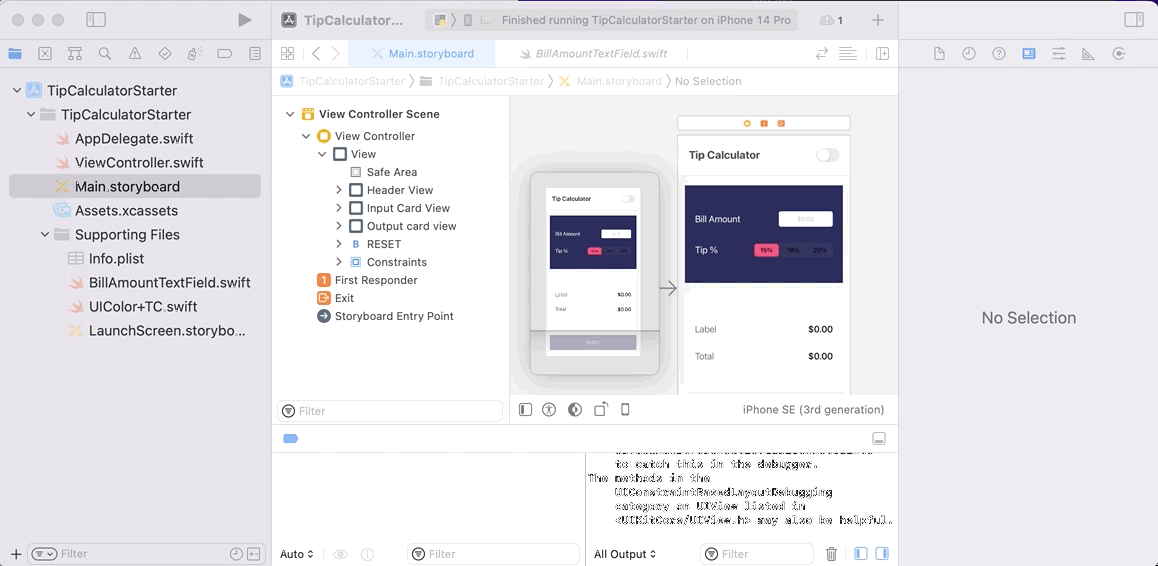 TipCalculator...
Finished running TipCalculatorStarter on iPhone 14 Pro
1
Main.storyboard
BillAmountTextField.swift
TipCalculatorStarter
TipCalculatorStarter
Main.storyboard
No Selection
TipCalculatorStarter
TipCalculatorStarter
AppDelegate.swift
ViewController.swift
Main.storyboard
Assets.xcassets
Supporting Files
Info.plist
BillAmountTextField.swift
UIColor+TC.swift
LaunchScreen.storybo...
Filter
View Controller Scene
View Controller
View
Safe Area
Header View
Input Card View
Output card view
B RESET
Constraints
1 First Responder
Exit
Storyboard Entry Point
Filter
Tip Calculator
Bill Amount
Tip %
15%
Label $0.00
Total $0.00
Tip Calculator
Bill Amount $0.00
Tip % 15% 18% 20%
Label $0.00
Total $0.00
iPhone SE (3rd generation)
No Selection
to catch this in the debugger.
The methods in the
UIConstraintBasedLayoutDebugging
category on UIView listed in
<UIKitCore/UIView.h> may also be helpful.
Auto
Filter
All Output
Filter